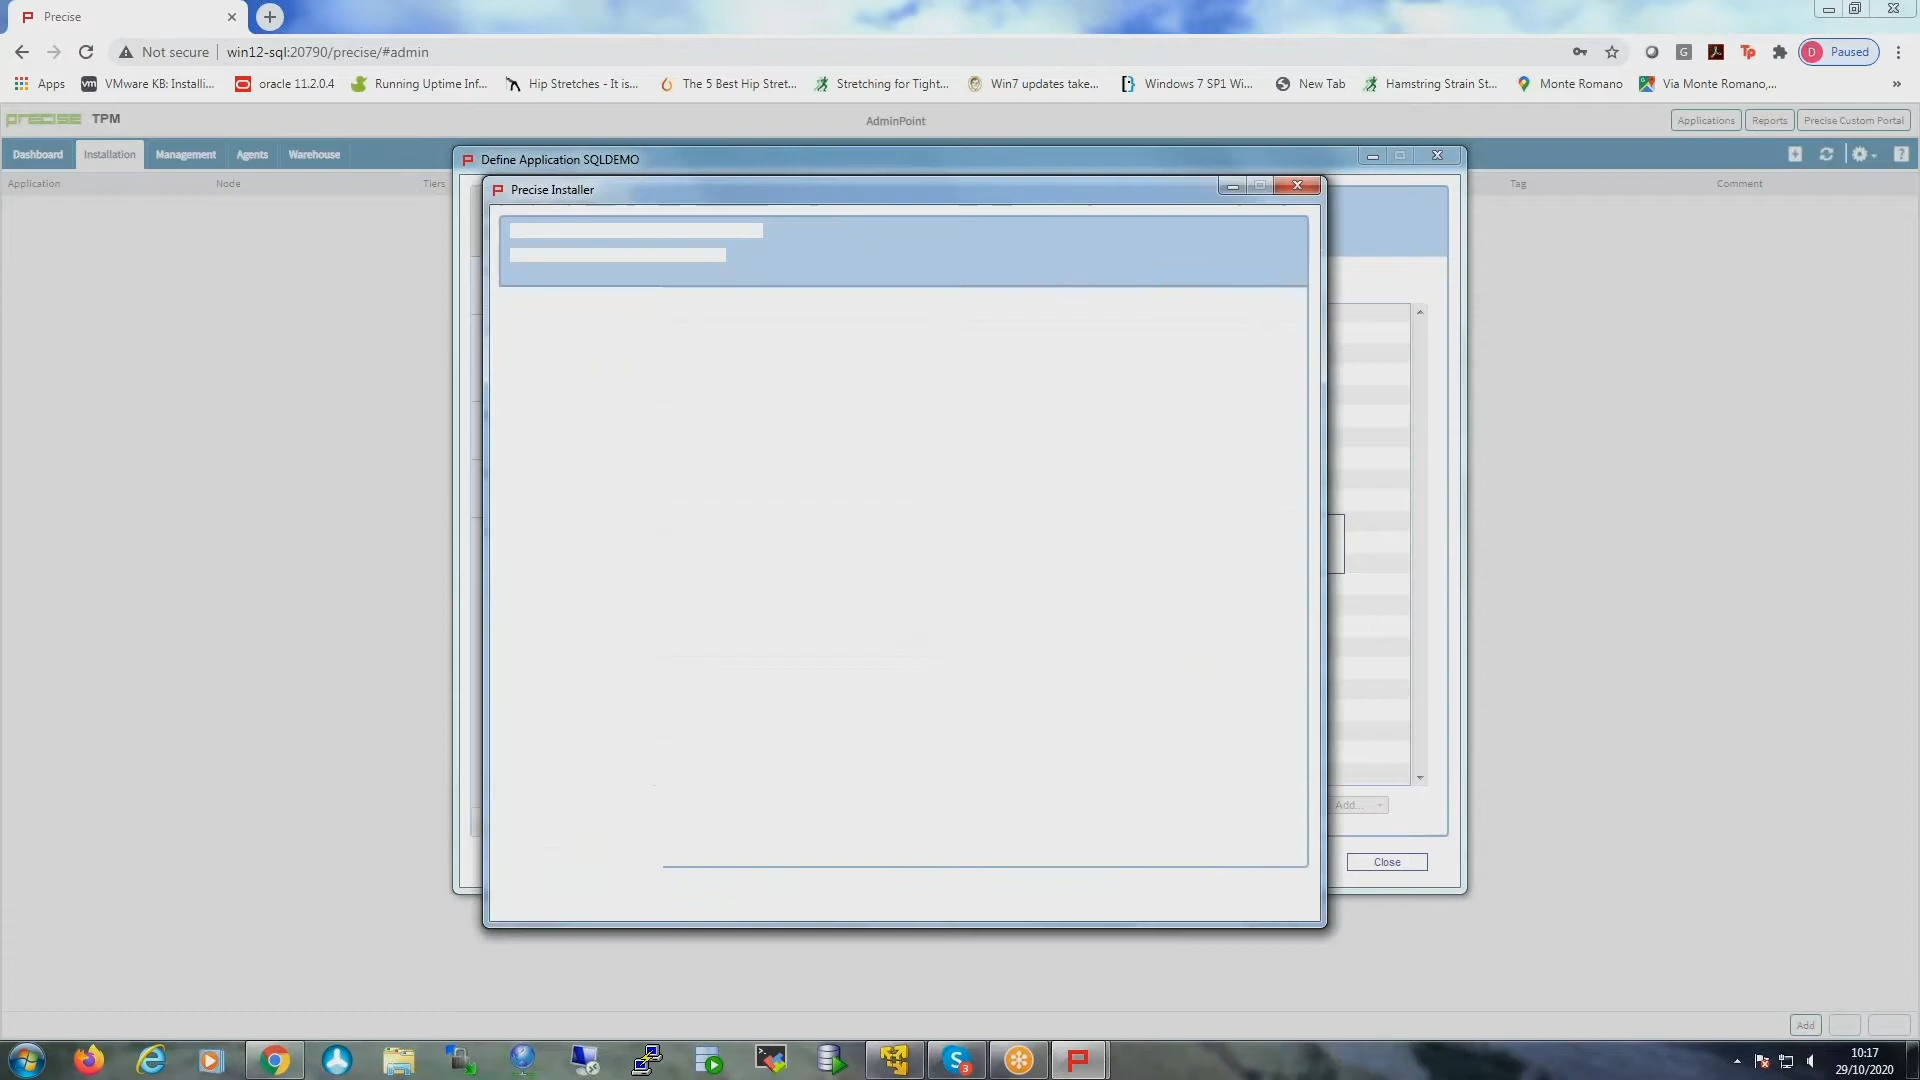 Precise
Not secure win12-sql:20790/precise/#admin
D Paused
Apps
VMware KB: Installi...
oracle 11.2.0.4
Running Uptime Inf...
Hip Stretches - It is...
The 5 Best Hip Stret...
Stretching for Tight...
Win7 updates take...
Windows 7 SP1 Wi...
New Tab
Hamstring Strain St...
Monte Romano
Via Monte Romano,...
precise TPM
AdminPoint
Applications
Reports
Precise Custom Portal
Dashboard
Installation
Management
Agents
Warehouse
Application
Node
Tiers
Tag
Comment
Define Application SQLDEMO
Precise Installer
Add...
Close
Add
10:17
29/10/2020